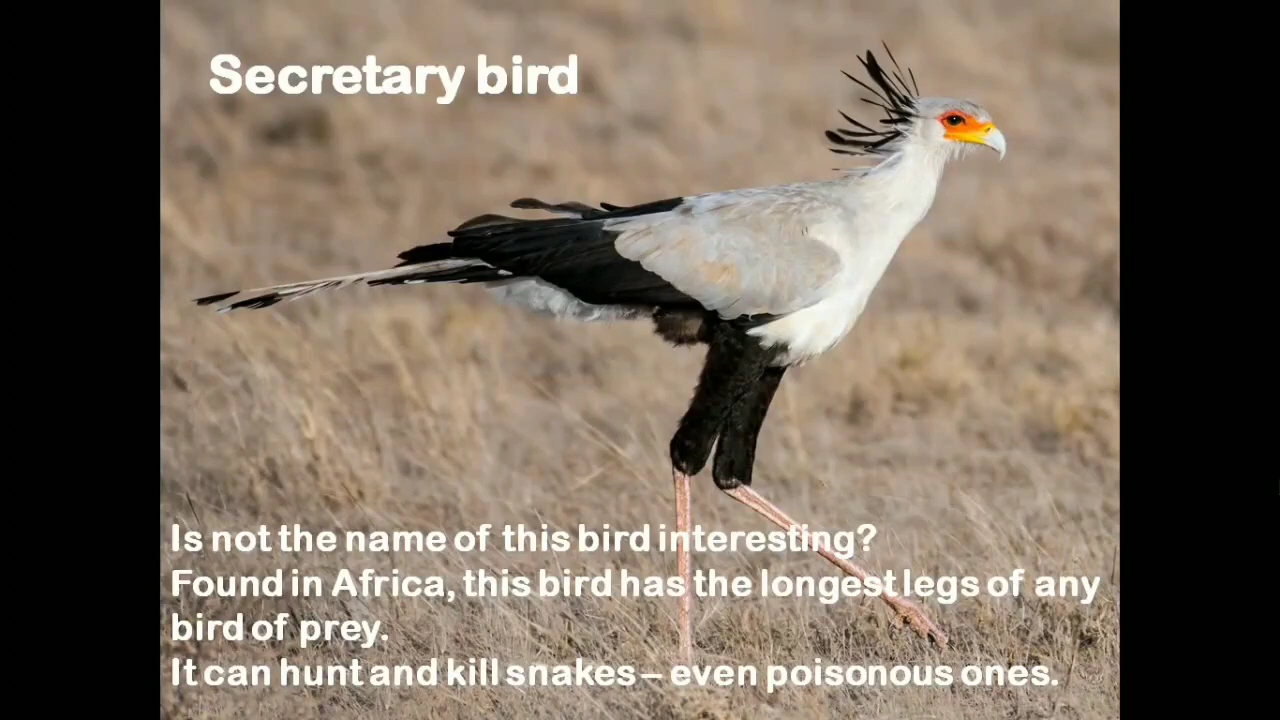 Secretary bird
Is not the name of this bird interesting?
Found in Africa, this bird has the longest legs of any
bird of prey.
It can hunt and kill snakes – even poisonous ones.